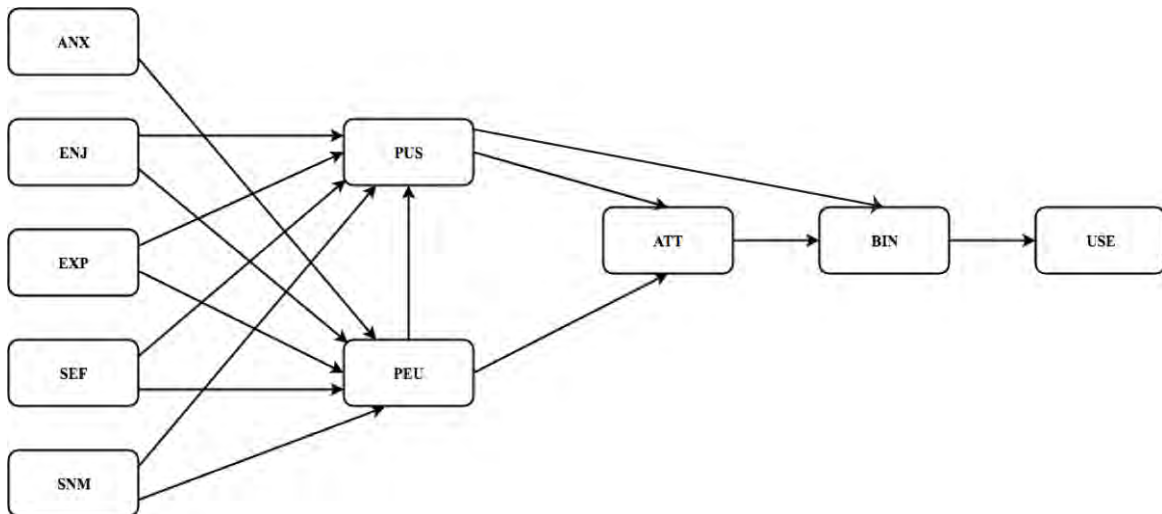 ANX
ENJ
PUS
EXP
ATT
BIN
USE
SEF
PEU
SNM